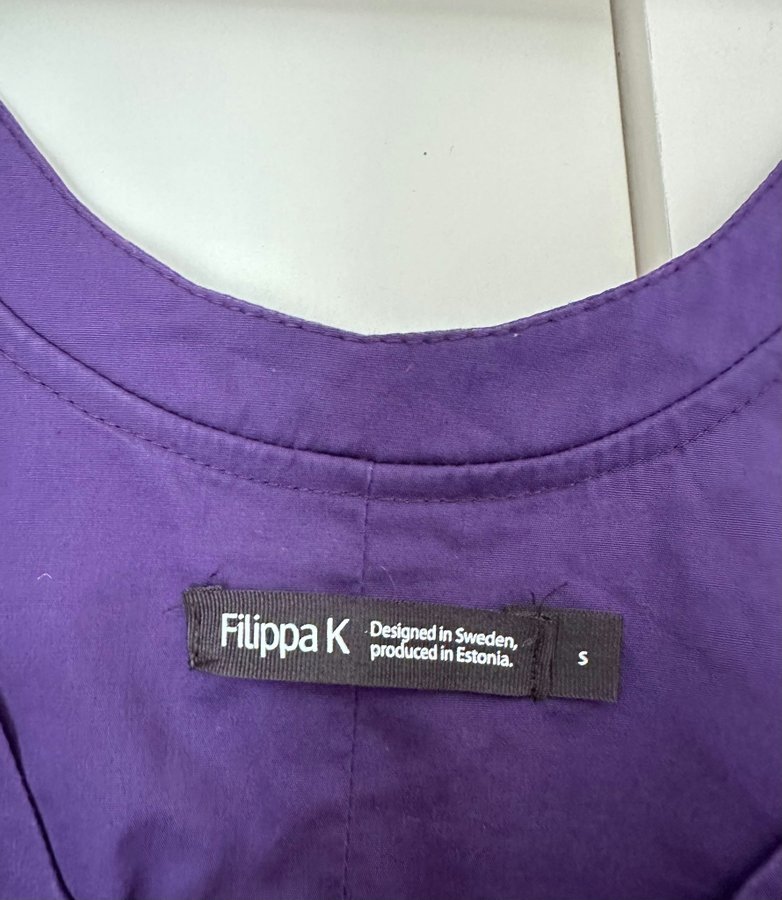 Filippa K
Designed in Sweden,
produced in Estonia.
S